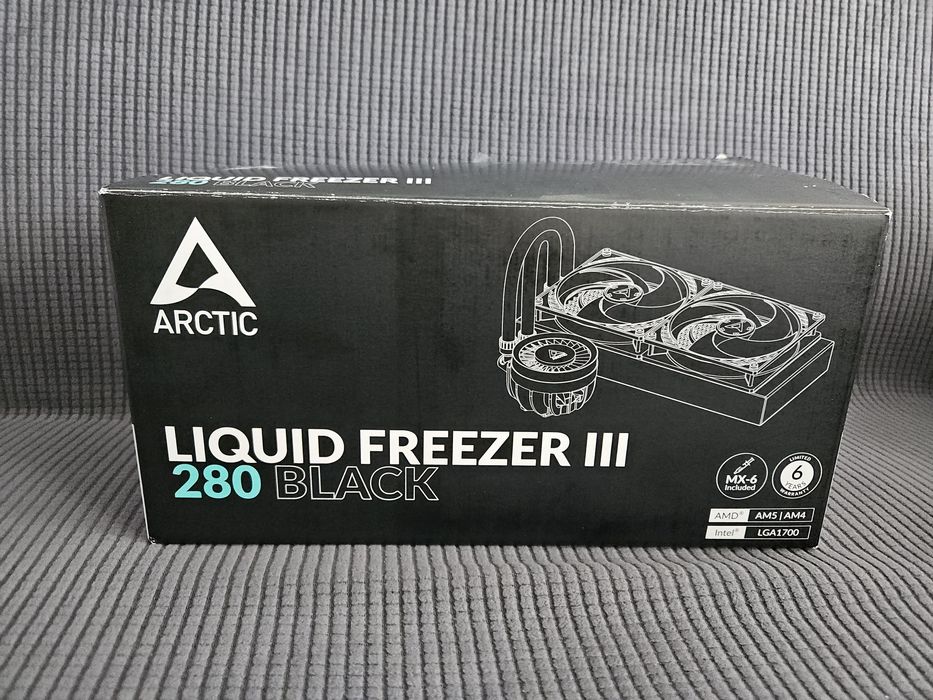 LIQUID FREEZER III
280 BLACK
ARCTIC
LIQUID FREEZER III
280 BLACK
MX-6
Included
LIMITED
6
YEARS
WARRANTY
AMD® AM5 | AM4
Intel® LGA1700